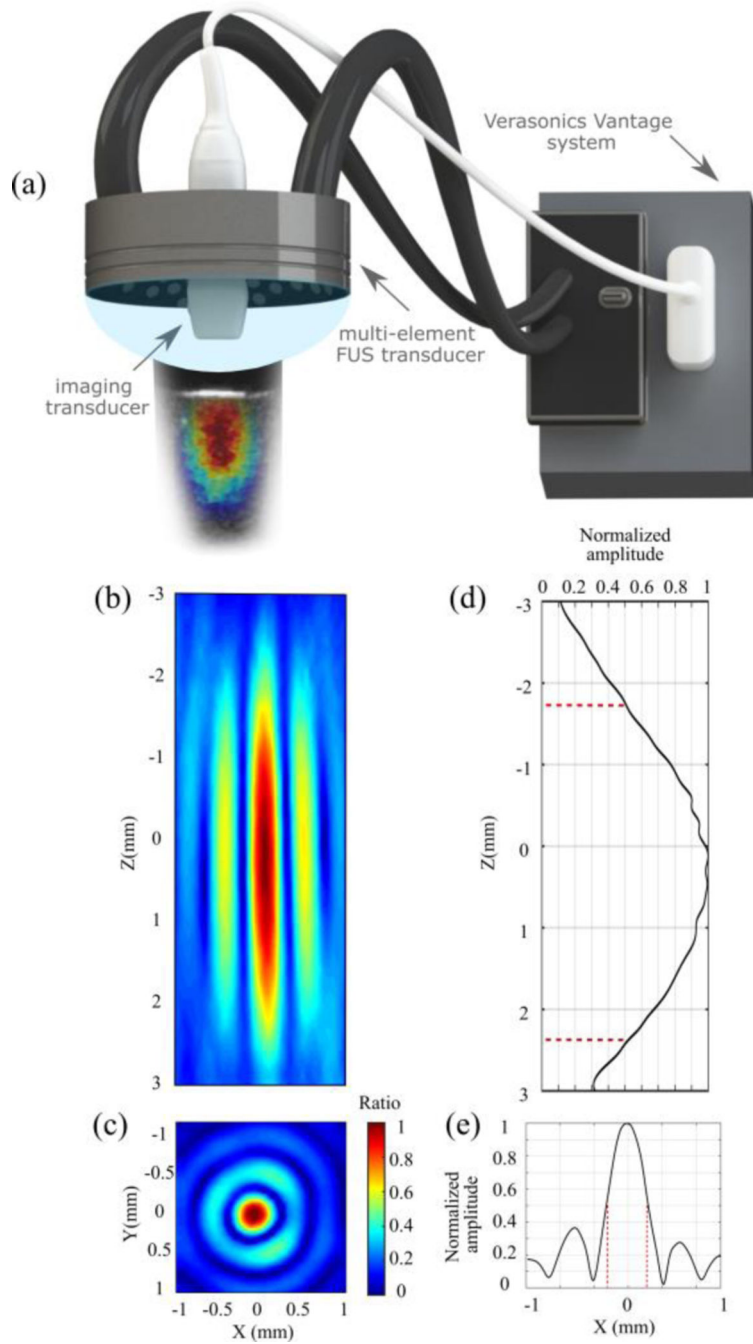 Verasonics Vantage
system
(a)
multi-element
FUS transducer
imaging
transducer
Normalized
amplitude
(b)
(d)
0 0.2 0.4 0.6 0.8 1
-3
-2
-1
0
1
2
3
Z(mm)
-3
-2
-1
0
1
2
3
Z(mm)
(c)
Ratio
-1
-0.5
0
0.5
1
Y(mm)
-1 -0.5 0 0.5 1
X (mm)
1
0.8
0.6
0.4
0.2
0
(e)
Normalized
amplitude
1
0.8
0.6
0.4
0.2
0
-1 0 1
X (mm)